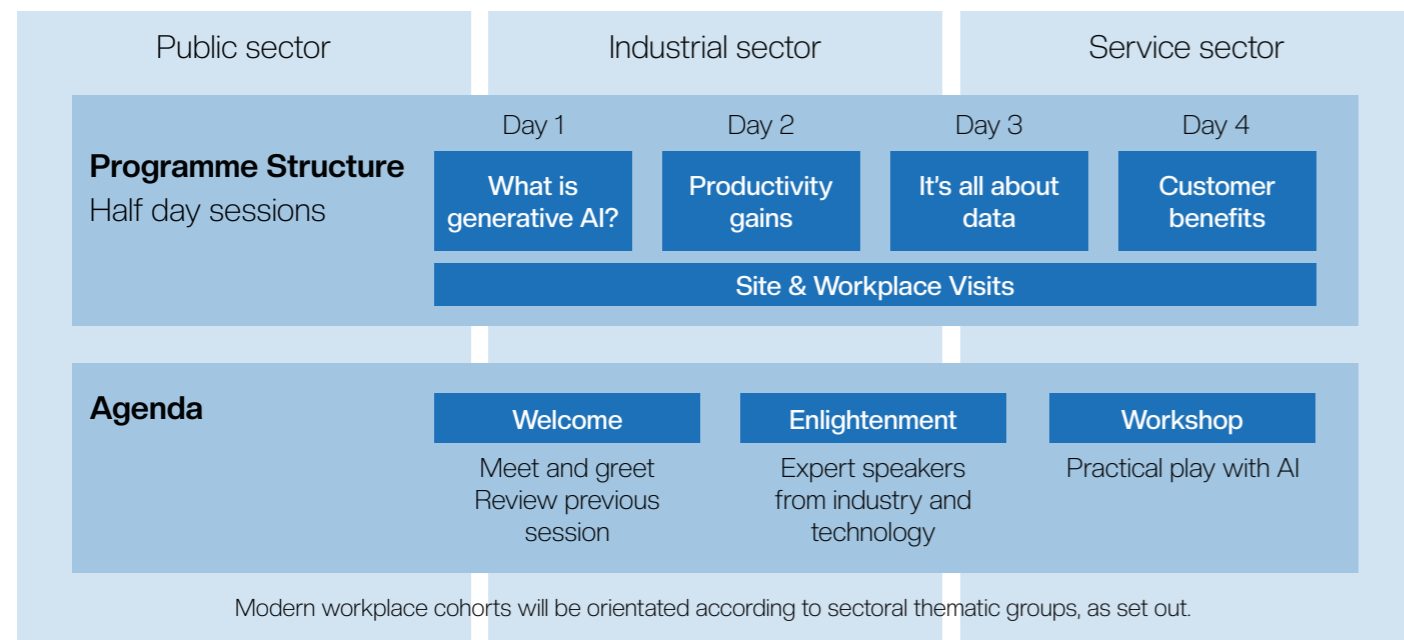 Public sector
Industrial sector
Service sector
Programme Structure
Half day sessions
Day 1
Day 2
Day 3
Day 4
What is
generative AI?
Productivity
gains
It's all about
data
Customer
benefits
Site & Workplace Visits
Agenda
Welcome
Meet and greet
Review previous
session
Enlightenment
Expert speakers
from industry and
technology
Workshop
Practical play with AI
Modern workplace cohorts will be orientated according to sectoral thematic groups, as set out.